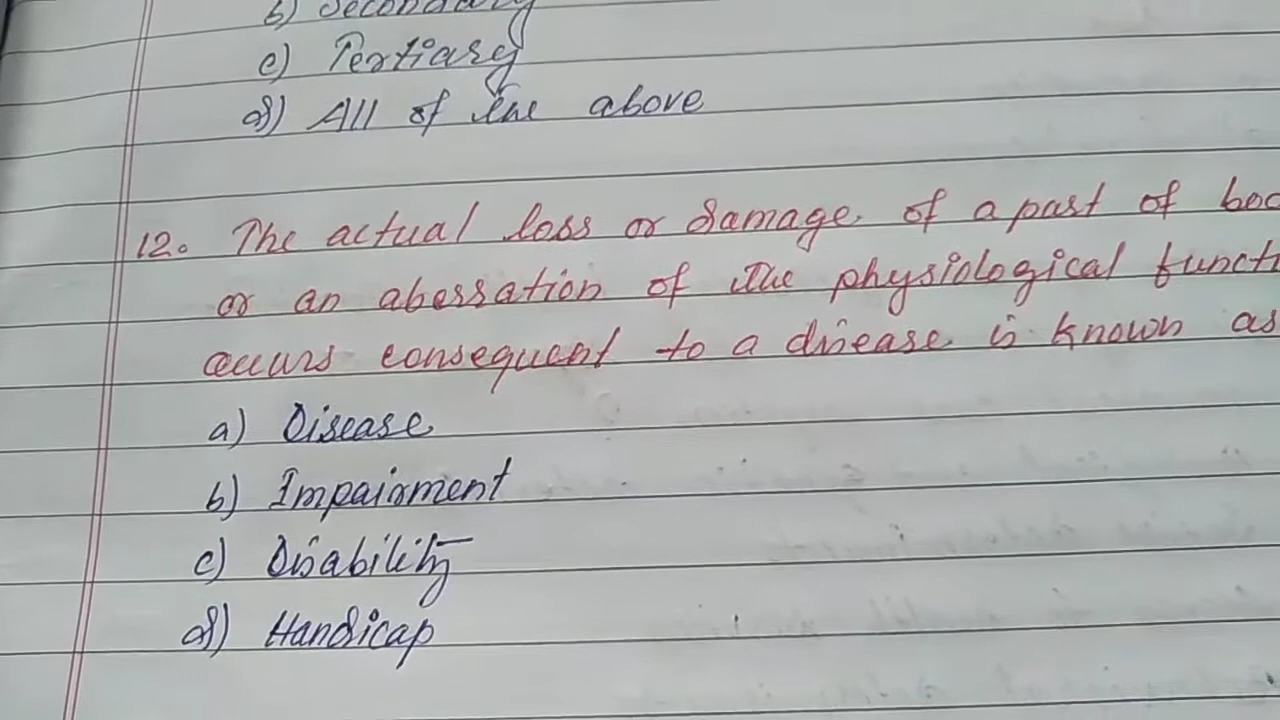 b) Secondary
c) Tertiary
d) All of the above
12. The actual loss or damage of a part of
or an aberration of the physiological
occurs consequent to a disease is known as
a) Disease
b) Impairment
c) Disability
d) Handicap